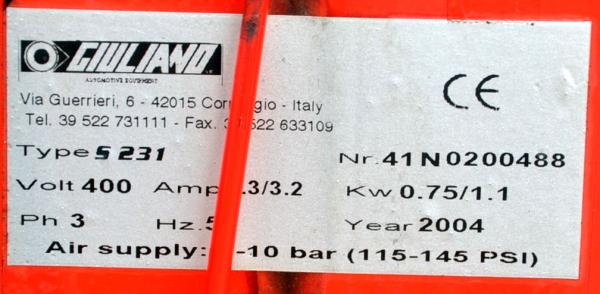 GIULIANO
AUTOMOTIVE EQUIPMENT
CE
Via Guerrieri, 6 - 42015 - Italy
Tel. 39 522 731111 - Fax. 522 633109
Type S 231 Nr. 41N0200488
Volt 400 Amp 3/3.2 Kw 0.75/1.1
Ph 3 Hz. Year 2004
Air supply: -10 bar (115-145 PSI)